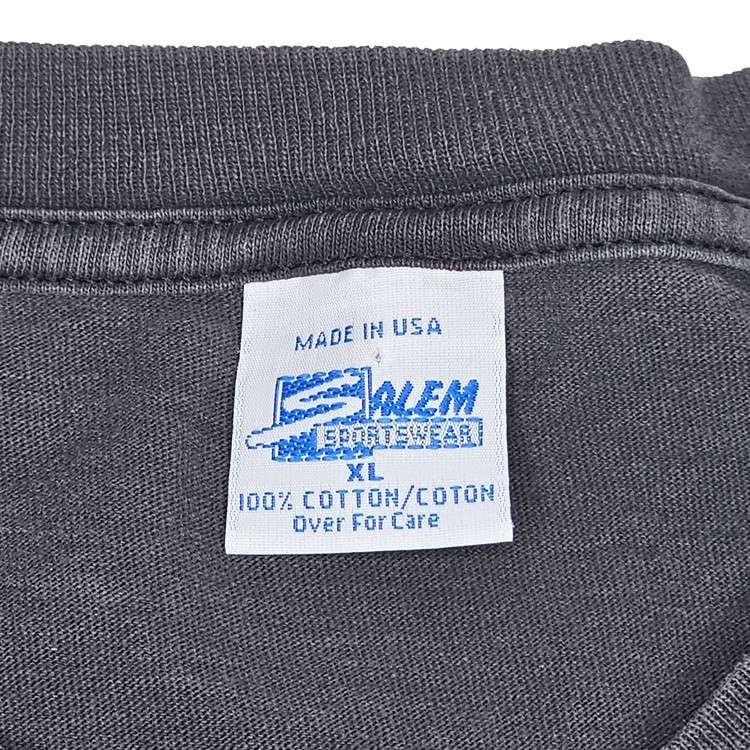 MADE IN USA
SALEM
SPORTSWEAR
XL
100% COTTON/COTON
Over For Care